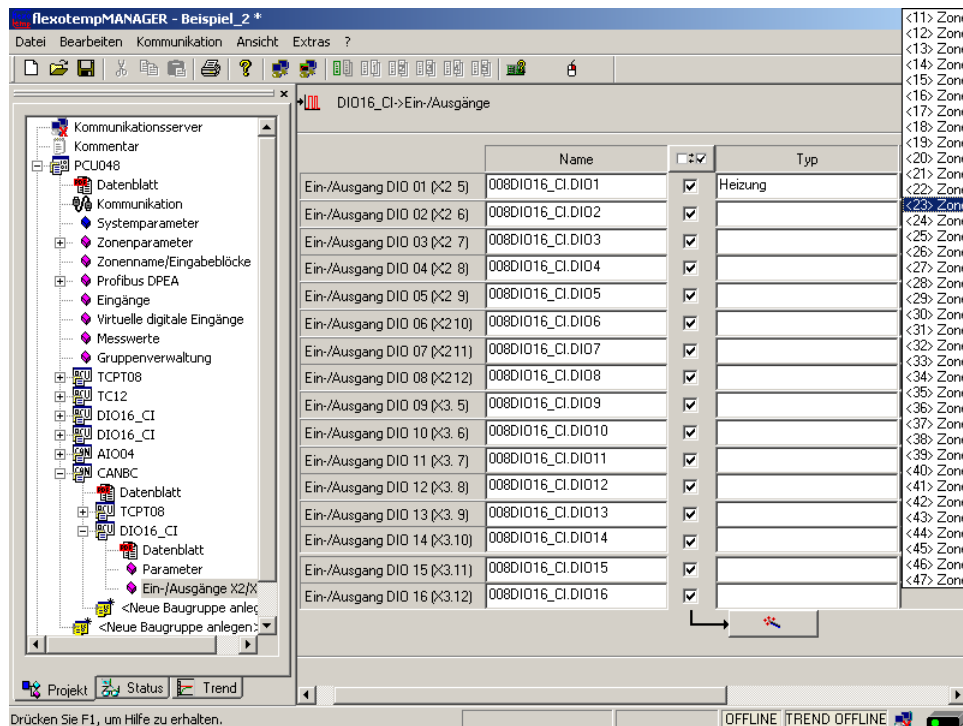 flexotempMANAGER - Beispiel_2 *
Datei Bearbeiten Kommunikation Ansicht Extras ?
DIO16_CI->Ein-/Ausgänge
Kommunikationsserver
Kommentar
PCU048
Datenblatt
Kommunikation
Systemparameter
Zonenparameter
Zonenname/Eingabeblöcke
Profibus DPEA
Eingänge
Virtuelle digitale Eingänge
Messwerte
Gruppenverwaltung
TCPT08
TC12
DIO16_CI
DIO16_CI
AIO04
CANBC
Datenblatt
TCPT08
DIO16_CI
Datenblatt
Parameter
Ein-/Ausgänge X2/X
<Neue Baugruppe anleg
<Neue Baugruppe anlegen>
Projekt Status Trend
Name Typ
Ein-/Ausgang DIO 01 (X2 5) 008DIO16_CI.DIO1 Heizung
Ein-/Ausgang DIO 02 (X2 6) 008DIO16_CI.DIO2
Ein-/Ausgang DIO 03 (X2 7) 008DIO16_CI.DIO3
Ein-/Ausgang DIO 04 (X2 8) 008DIO16_CI.DIO4
Ein-/Ausgang DIO 05 (X2 9) 008DIO16_CI.DIO5
Ein-/Ausgang DIO 06 (X210) 008DIO16_CI.DIO6
Ein-/Ausgang DIO 07 (X211) 008DIO16_CI.DIO7
Ein-/Ausgang DIO 08 (X212) 008DIO16_CI.DIO8
Ein-/Ausgang DIO 09 (X3. 5) 008DIO16_CI.DIO9
Ein-/Ausgang DIO 10 (X3. 6) 008DIO16_CI.DIO10
Ein-/Ausgang DIO 11 (X3. 7) 008DIO16_CI.DIO11
Ein-/Ausgang DIO 12 (X3. 8) 008DIO16_CI.DIO12
Ein-/Ausgang DIO 13 (X3. 9) 008DIO16_CI.DIO13
Ein-/Ausgang DIO 14 (X3.10) 008DIO16_CI.DIO14
Ein-/Ausgang DIO 15 (X3.11) 008DIO16_CI.DIO15
Ein-/Ausgang DIO 16 (X3.12) 008DIO16_CI.DIO16
<11> Zone
<12> Zone
<13> Zone
<14> Zone
<15> Zone
<16> Zone
<17> Zone
<18> Zone
<19> Zone
<20> Zone
<21> Zone
<22> Zone
<23> Zone
<24> Zone
<25> Zone
<26> Zone
<27> Zone
<28> Zone
<29> Zone
<30> Zone
<31> Zone
<32> Zone
<33> Zone
<34> Zone
<35> Zone
<36> Zone
<37> Zone
<38> Zone
<39> Zone
<40> Zone
<41> Zone
<42> Zone
<43> Zone
<44> Zone
<45> Zone
<46> Zone
<47> Zone
Drücken Sie F1, um Hilfe zu erhalten.
OFFLINE TREND OFFLINE